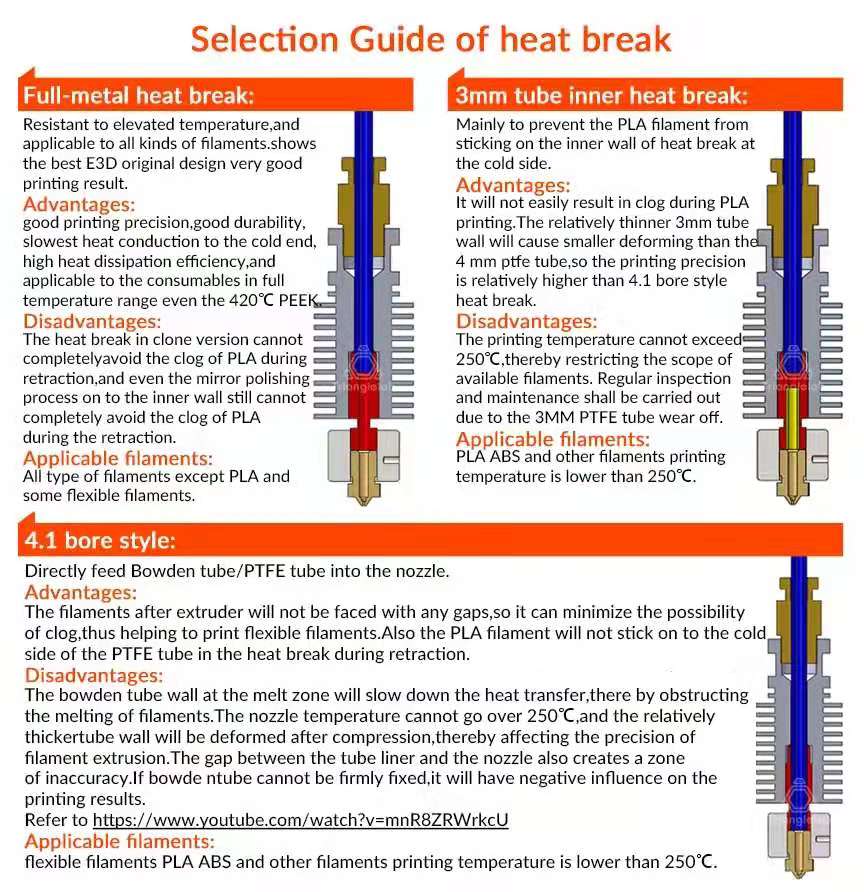 Selection Guide of heat break
Full-metal heat break:
Resistant to elevated temperature,and
applicable to all kinds of filaments.shows
the best E3D original design very good
printing result.
Advantages:
good printing precision,good durability,
slowest heat conduction to the cold end,
high heat dissipation efficiency,and
applicable to the consumables in full
temperature range even the 420℃ PEEK.
Disadvantages:
The heat break in clone version cannot
completelyavoid the clog of PLA during
retraction,and even the mirror polishing
process on to the inner wall still cannot
completely avoid the clog of PLA
during the retraction.
Applicable filaments:
All type of filaments except PLA and
some flexible filaments.
Trianglelab
3mm tube inner heat break:
Mainly to prevent the PLA filament from
sticking on the inner wall of heat break at
the cold side.
Advantages:
It will not easily result in clog during PLA
printing.The relatively thinner 3mm tube
wall will cause smaller deforming than the
4 mm ptfe tube,so the printing precision
is relatively higher than 4.1 bore style
heat break.
Disadvantages:
The printing temperature cannot exceed
250℃,thereby restricting the scope of
available filaments. Regular inspection
and maintenance shall be carried out
due to the 3MM PTFE tube wear off.
Applicable filaments:
PLA ABS and other filaments printing
temperature is lower than 250℃.
Trianglelab
4.1 bore style:
Directly feed Bowden tube/PTFE tube into the nozzle.
Advantages:
The filaments after extruder will not be faced with any gaps,so it can minimize the possibility
of clog,thus helping to print flexible filaments.Also the PLA filament will not stick on to the cold
side of the PTFE tube in the heat break during retraction.
Disadvantages:
The bowden tube wall at the melt zone will slow down the heat transfer,there by obstructing
the melting of filaments.The nozzle temperature cannot go over 250℃,and the relatively
thickertube wall will be deformed after compression,thereby affecting the precision of
filament extrusion.The gap between the tube liner and the nozzle also creates a zone
of inaccuracy.If bowde ntube cannot be firmly fixed,it will have negative influence on the
printing results.
Refer to https://www.youtube.com/watch?v=mnR8ZRWrkcU
Applicable filaments:
flexible filaments PLA ABS and other filaments printing temperature is lower than 250℃.
Trianglelab